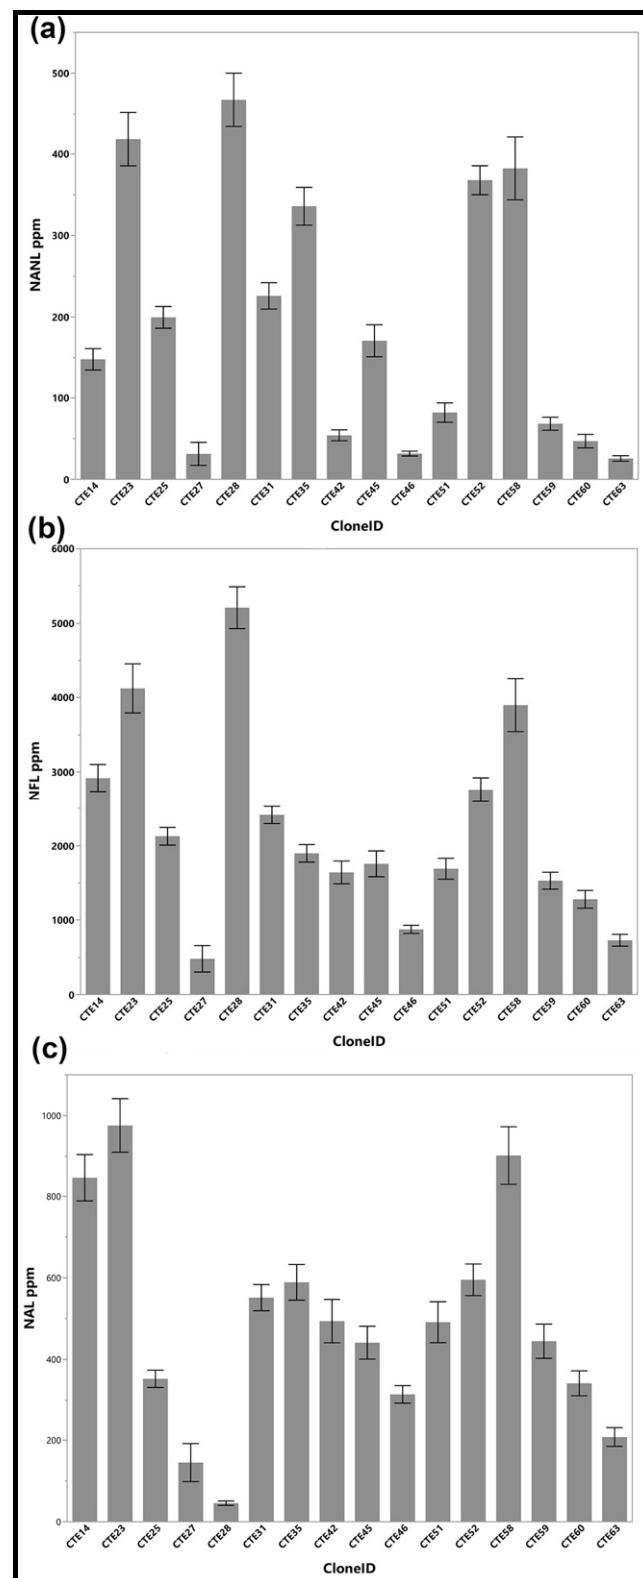 (a)
500
400
300
200
100
0
NANL ppm
CTE14 CTE23 CTE25 CTE27 CTE28 CTE31 CTE35 CTE42 CTE45 CTE46 CTE51 CTE52 CTE58 CTE59 CTE60 CTE63
CloneID
(b)
6000
5000
4000
3000
2000
1000
0
NFL ppm
CTE14 CTE23 CTE25 CTE27 CTE28 CTE31 CTE35 CTE42 CTE45 CTE46 CTE51 CTE52 CTE58 CTE59 CTE60 CTE63
CloneID
(c)
1000
800
600
400
200
0
NAL ppm
CTE14 CTE23 CTE25 CTE27 CTE28 CTE31 CTE35 CTE42 CTE45 CTE46 CTE51 CTE52 CTE58 CTE59 CTE60 CTE63
CloneID